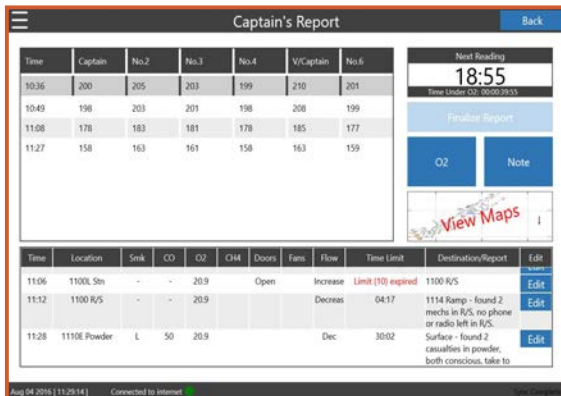 Captain's Report
Back
Time Captain No.2 No.3 No.4 V/Captain No.6
10:36 200 205 203 199 210 201
10:49 198 203 201 198 208 199
11:08 178 183 181 178 185 177
11:27 158 163 161 158 163 159
Next Reading
18:55
Time Under O2: 00:00:39:55
Finalize Report
O2
Note
View Maps
Time Location Smk CO O2 CH4 Doors Fans Flow Time Limit Destination/Report Edit
11:06 1100L Stn - - 20.9 Open Increase Limit (10) expired 1100 R/S Edit
11:12 1100 R/S - - 20.9 Decreas 04:17 1114 Ramp - found 2 Edit
mechs in R/S, no phone
or radio left in R/S.
11:28 1110E Powder L 50 20.9 Dec 30:02 Surface - found 2 Edit
casualties in powder,
both conscious, take to
Aug 04 2016 | 11:29:14 | Connected to internet
Sync Complete